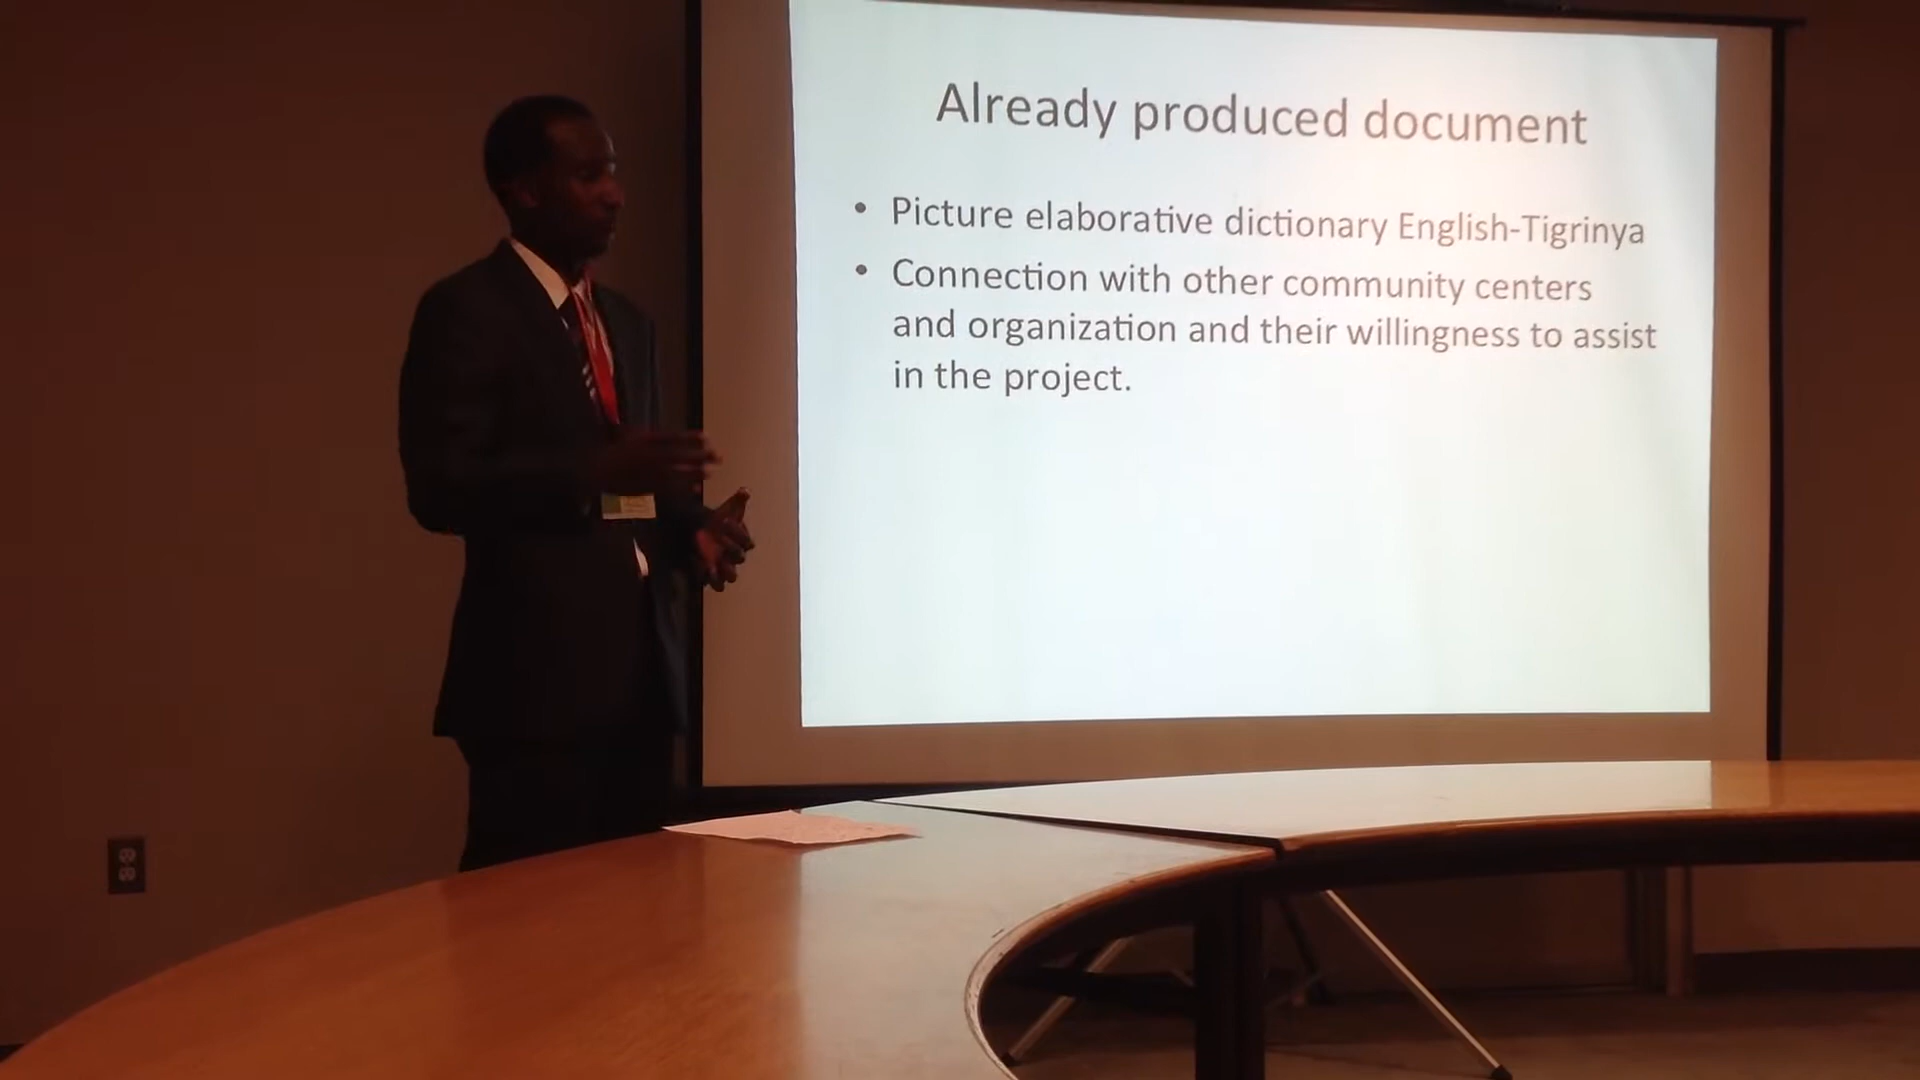 Already produced document
• Picture elaborative dictionary English-Tigrinya
• Connection with other community centers
and organization and their willingness to assist
in the project.